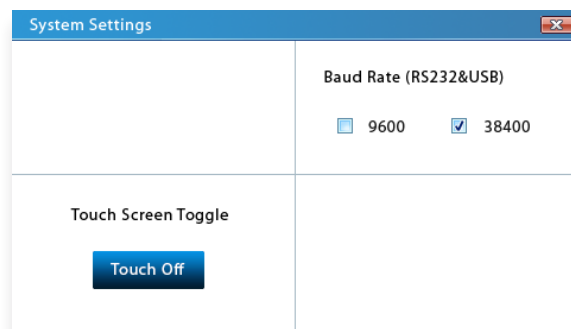 System Settings
Baud Rate (RS232&USB)
9600
38400
Touch Screen Toggle
Touch Off